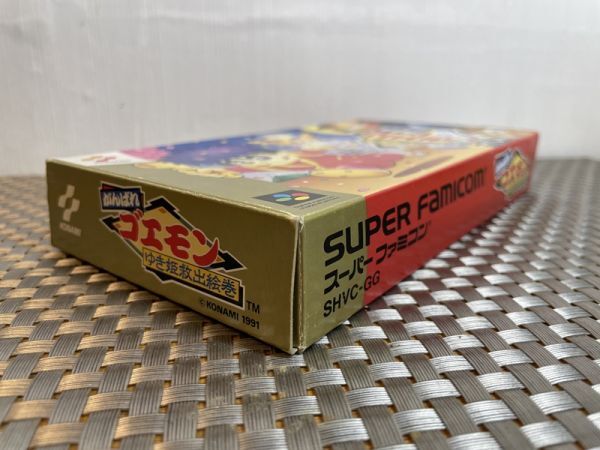 KONAMI
がんばれ
ゴエモン
ゆき姫救出絵巻
TM
© KONAMI 1991
SUPER FAMICOM
スーパーファミコン
SHVC-GG